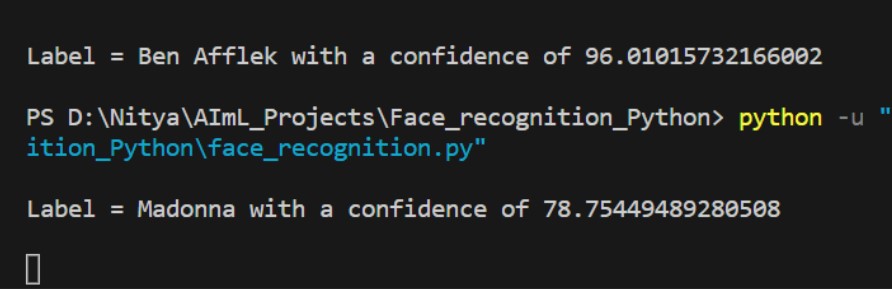 Label = Ben Afflek with a confidence of 96.01015732166002
PS D:\Nitya\AImL_Projects\Face_recognition_Python> python -u "
ition_Python\face_recognition.py"
Label = Madonna with a confidence of 78.75449489280508